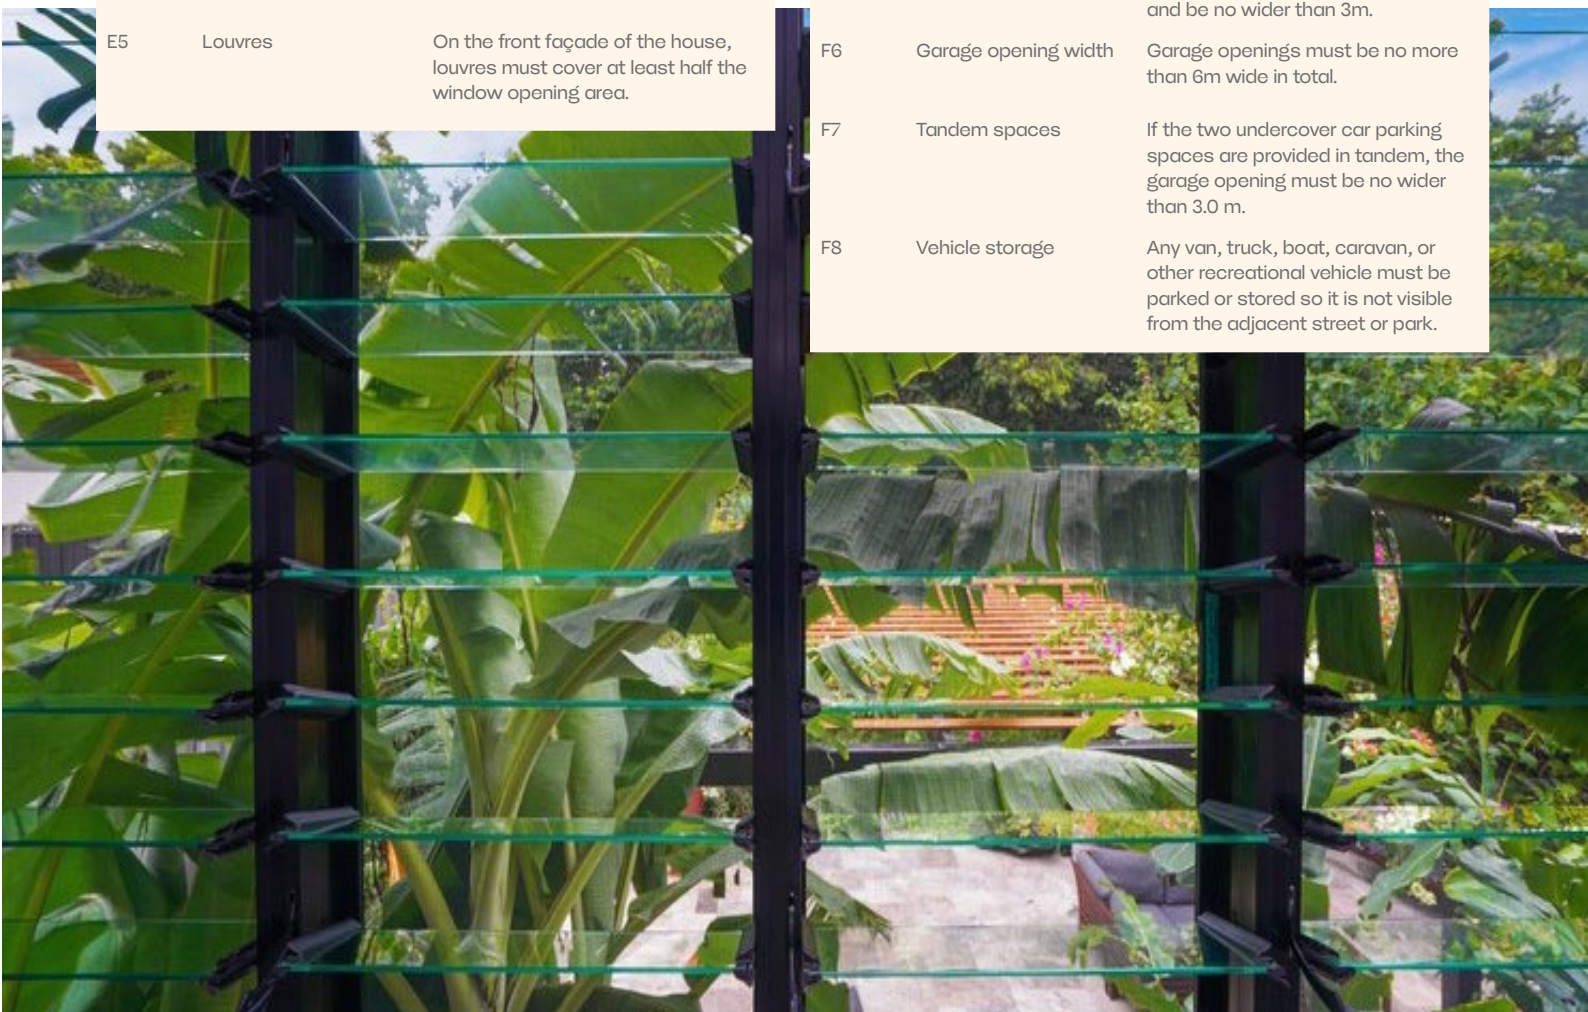 E5 Louvres On the front façade of the house,
louvres must cover at least half the
window opening area.
and be no wider than 3m.
F6 Garage opening width Garage openings must be no more
than 6m wide in total.
F7 Tandem spaces If the two undercover car parking
spaces are provided in tandem, the
garage opening must be no wider
than 3.0 m.
F8 Vehicle storage Any van, truck, boat, caravan, or
other recreational vehicle must be
parked or stored so it is not visible
from the adjacent street or park.